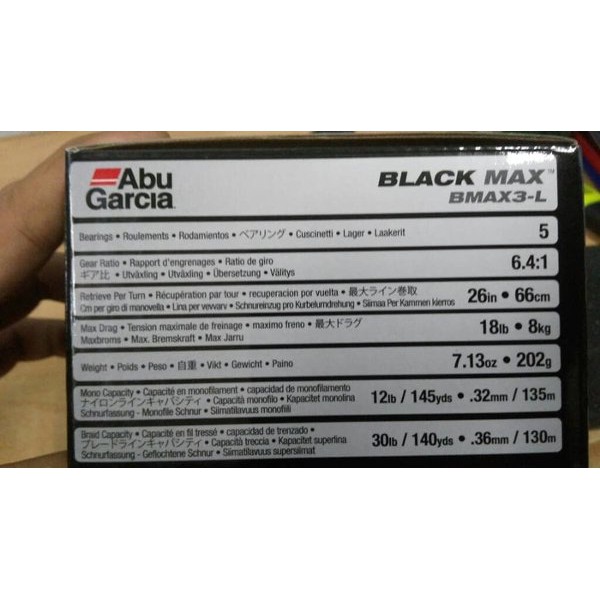 Abu Garcia
BLACK MAX™
BMAX3-L
Bearings • Roulements • Rodamientos • ベアリング • Cuscinetti • Lager • Laakerit
5
Gear Ratio • Rapport d'engrenages • Ratio de giro
ギア比 • Utväxling • Utväxling • Übersetzung • Välitys
6.4:1
Retrieve Per Turn • Récupération par tour • recuperacion por vuelta • 最大ライン巻取
Cm per giro di manovella • Lina per vevvarv • Schnureinzug pro Kurbelumdrehung • Siimaa Per Kammen kierros
26in • 66cm
Max Drag • Tension maximale de freinage • maximo freno • 最大ドラグ
Maxbroms • Max. Bremskraft • Max Jarru
18lb • 8kg
Weight • Poids • Peso • 自重 • Vikt • Gewicht • Paino
7.13oz • 202g
Mono Capacity • Capacité en monofilament • capacidad de monofilamento
ナイロンラインキャパシティ • Capacità monofilo • Kapacitet monolina
Schnurfassung - Monofile Schnur • Siimatilavuus monofiili
12lb / 145yds • .32mm / 135m
Braid Capacity • Capacité en fil tressé • capacidad de trenzado •
ブレードラインキャパシティ • Capacità treccia • Kapacitet superlina
Schnurfassung - Geflochtene Schnur • Siimatilavuus supersiimat
30lb / 140yds • .36mm / 130m